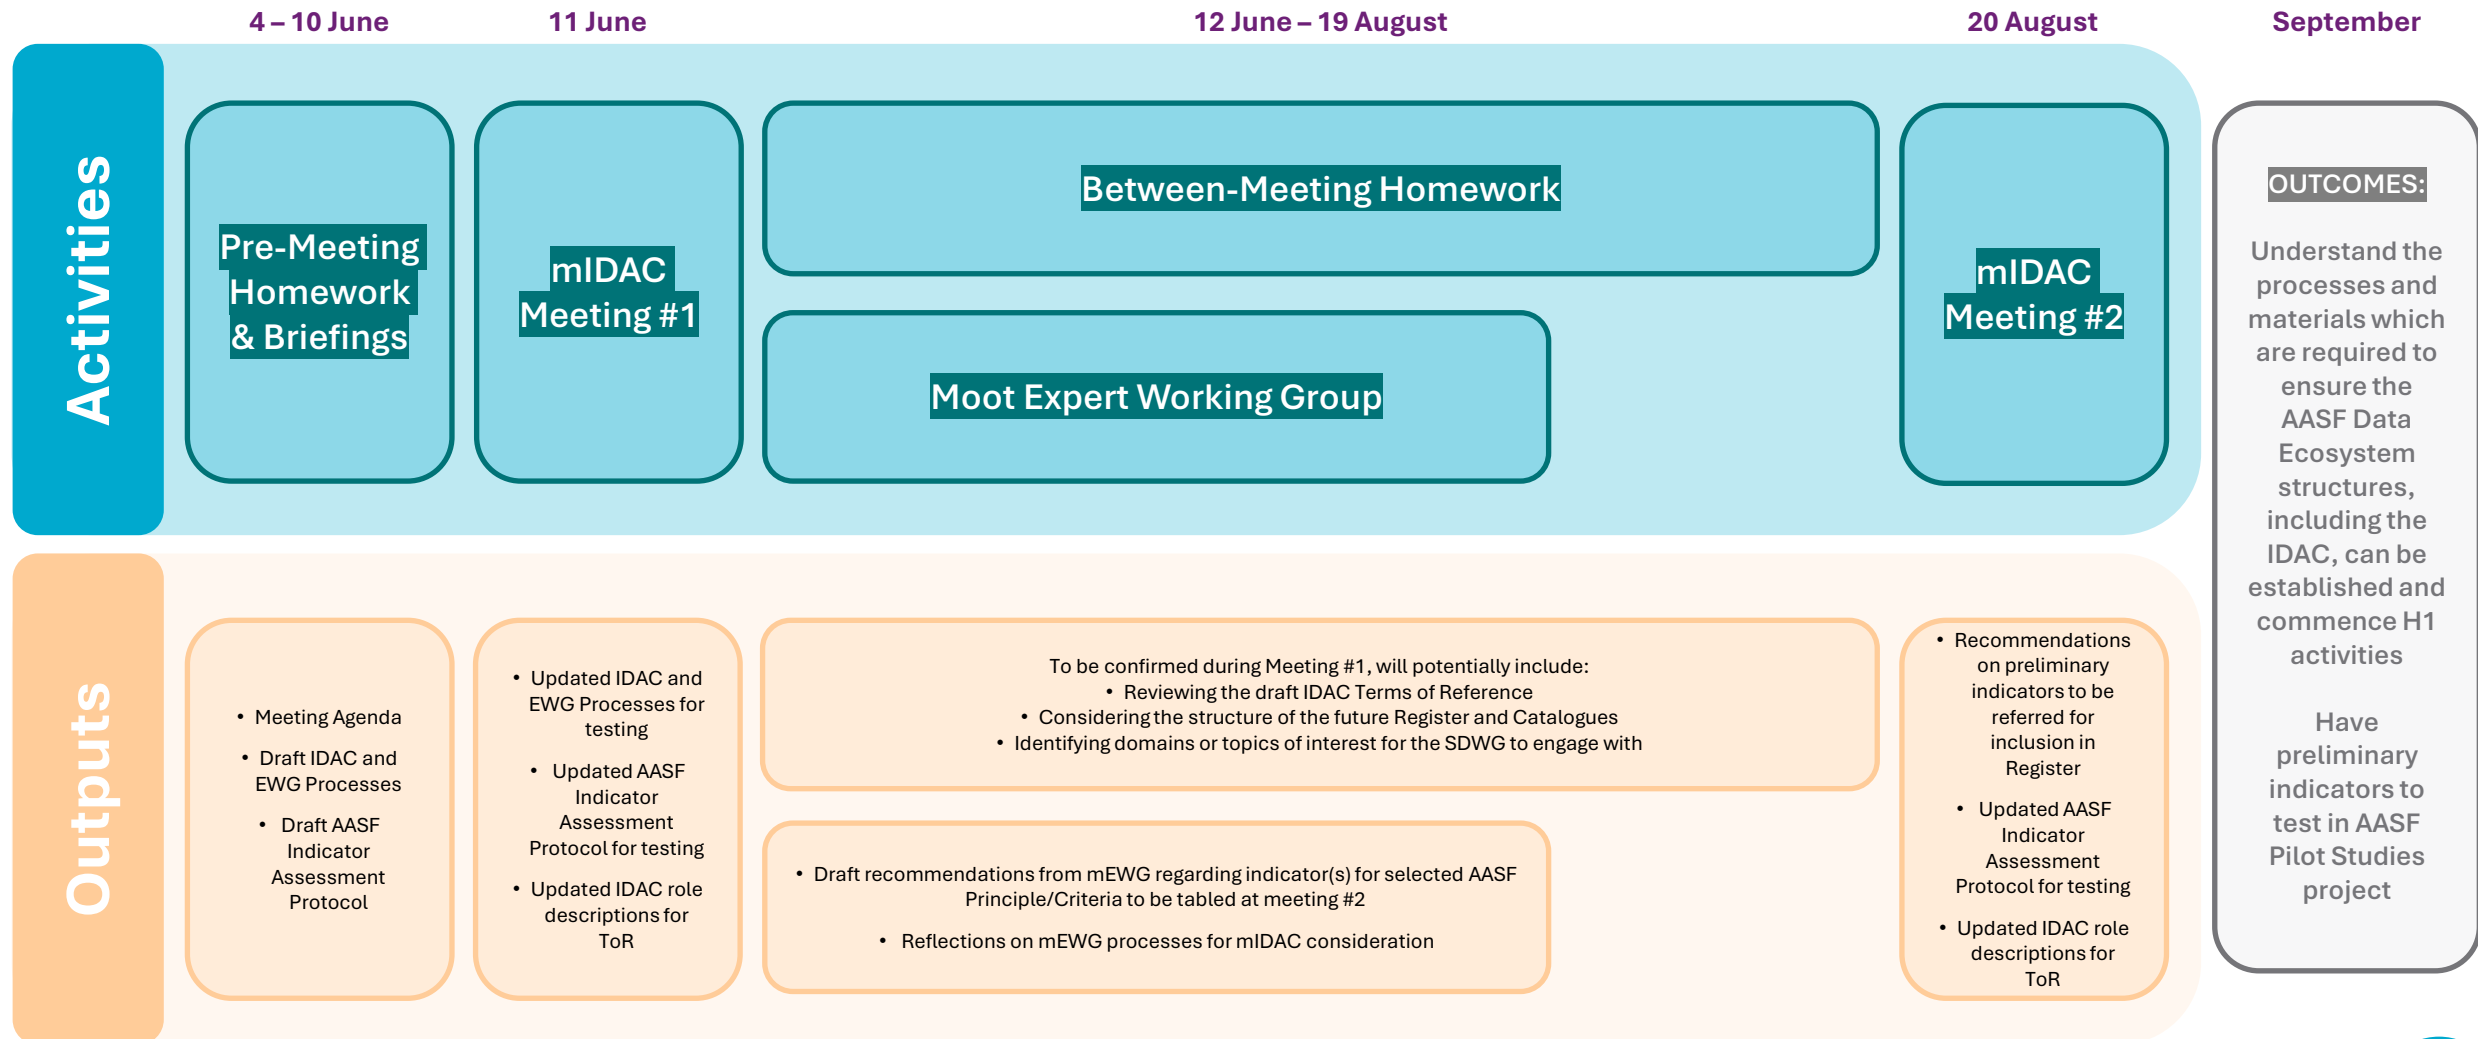 4 – 10 June
11 June
12 June – 19 August
20 August
September
Activities
Pre-Meeting
Homework
& Briefings
mIDAC
Meeting #1
Between-Meeting Homework
Moot Expert Working Group
mIDAC
Meeting #2
Outputs
• Meeting Agenda
• Draft IDAC and
EWG Processes
• Draft AASF
Indicator
Assessment
Protocol
• Updated IDAC and
EWG Processes for
testing
• Updated AASF
Indicator
Assessment
Protocol for testing
• Updated IDAC role
descriptions for
ToR
To be confirmed during Meeting #1, will potentially include:
• Reviewing the draft IDAC Terms of Reference
• Considering the structure of the future Register and Catalogues
• Identifying domains or topics of interest for the SDWG to engage with
• Draft recommendations from mEWG regarding indicator(s) for selected AASF
Principle/Criteria to be tabled at meeting #2
• Reflections on mEWG processes for mIDAC consideration
• Recommendations
on preliminary
indicators to be
referred for
inclusion in
Register
• Updated AASF
Indicator
Assessment
Protocol for testing
• Updated IDAC role
descriptions for
ToR
OUTCOMES:
Understand the
processes and
materials which
are required to
ensure the
AASF Data
Ecosystem
structures,
including the
IDAC, can be
established and
commence H1
activities
Have
preliminary
indicators to
test in AASF
Pilot Studies
project